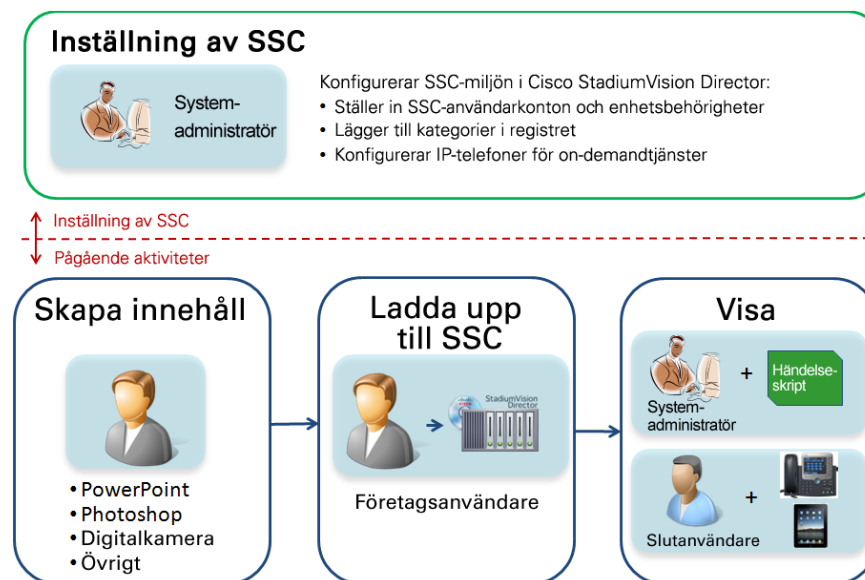 Inställning av SSC
System-
administratör
Konfigurerar SSC-miljön i Cisco StadiumVision Director:
• Ställer in SSC-användarkonton och enhetsbehörigheter
• Lägger till kategorier i registret
• Konfigurerar IP-telefoner för on-demandtjänster
Inställning av SSC
Pågående aktiviteter
Skapa innehåll
• PowerPoint
• Photoshop
• Digitalkamera
• Övrigt
Ladda upp
till SSC
StadiumVision
Director
Företagsanvändare
Visa
+
Händelse-
skript
System-
administratör
+
Slutanvändare